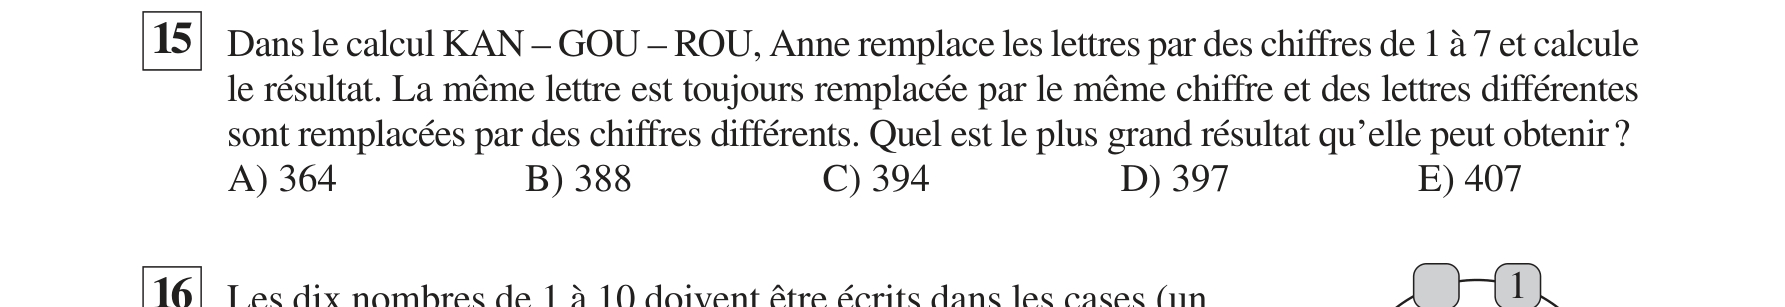 15 Dans le calcul KAN – GOU – ROU, Anne remplace les lettres par des chiffres de 1 à 7 et calcule
le résultat. La même lettre est toujours remplacée par le même chiffre et des lettres différentes
sont remplacées par des chiffres différents. Quel est le plus grand résultat qu’elle peut obtenir ?
A) 364 B) 388 C) 394 D) 397 E) 407
1
16 Les dix nombres de 1 à 10 doivent être écrits dans les cases (un